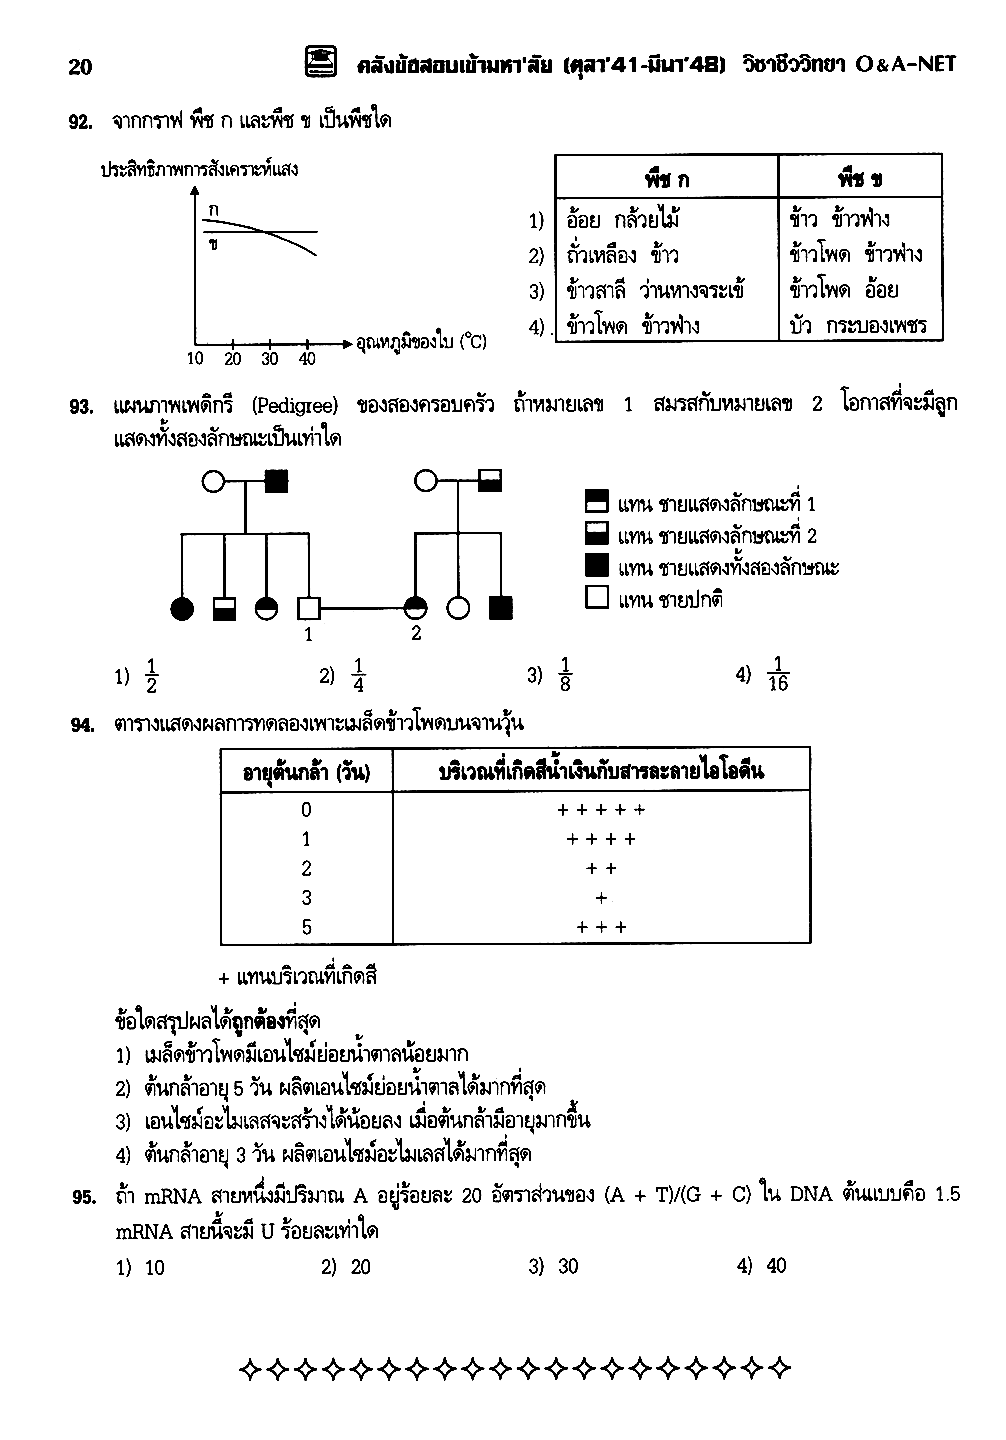 20 คลังข้อสอบเข้ามหา'ลัย (ตุลา'41-มีนา'48) วิชาชีววิทยา O & A-NET
92. จากกราฟ พืช ก และพืช ข เป็นพืชใด
ประสิทธิภาพการสังเคราะห์แสง
ก
ข
อุณหภูมิของใบ (°C)
10 20 30 40
พืช ก พืช ข
1) อ้อย กล้วยไม้ ข้าว ข้าวฟ่าง
2) ถั่วเหลือง ข้าว ข้าวโพด ข้าวฟ่าง
3) ข้าวสาลี ว่านหางจระเข้ ข้าวโพด อ้อย
4) ข้าวโพด ข้าวฟ่าง บัว กระบองเพชร
93. แผนภาพเพดิกรี (Pedigree) ของสองครอบครัว ถ้าหมายเลข 1 สมรสกับหมายเลข 2 โอกาสที่จะมีลูก
แสดงทั้งสองลักษณะเป็นเท่าใด
แทน ชายแสดงลักษณะที่ 1
แทน ชายแสดงลักษณะที่ 2
แทน ชายแสดงทั้งสองลักษณะ
แทน ชายปกติ
1 2
1) 1/2 2) 1/4 3) 1/8 4) 1/16
94. ตารางแสดงผลการทดลองเพาะเมล็ดข้าวโพดบนจานวุ้น
อายุต้นกล้า (วัน) บริเวณที่เกิดสีน้ำเงินกับสารละลายไอโอดีน
0 + + + + +
1 + + + +
2 + +
3 +
5 + + +
+ แทนบริเวณที่เกิดสี
ข้อใดสรุปผลได้ถูกต้องที่สุด
1) เมล็ดข้าวโพดมีเอนไซม์ย่อยน้ำตาลน้อยมาก
2) ต้นกล้าอายุ 5 วัน ผลิตเอนไซม์ย่อยน้ำตาลได้มากที่สุด
3) เอนไซม์อะไมเลสจะสร้างได้น้อยลง เมื่อต้นกล้ามีอายุมากขึ้น
4) ต้นกล้าอายุ 3 วัน ผลิตเอนไซม์อะไมเลสได้มากที่สุด
95. ถ้า mRNA สายหนึ่งมีปริมาณ A อยู่ร้อยละ 20 อัตราส่วนของ (A + T)/(G + C) ใน DNA ต้นแบบคือ 1.5
mRNA สายนี้จะมี U ร้อยละเท่าใด
1) 10 2) 20 3) 30 4) 40